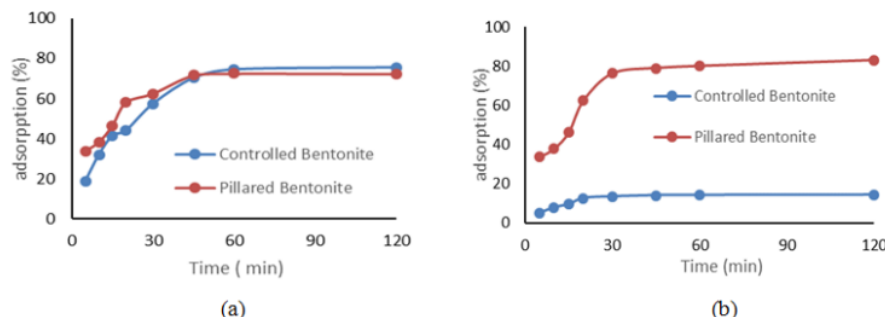 100
80
60
40
20
0
adsorpption (%)
Controlled Bentonite
Pillared Bentonite
0 30 60 90 120
Time ( min)
(a)
100
80
60
40
20
0
adsorption (%)
Controlled Bentonite
Pillared Bentonite
0 30 60 90 120
Time (min)
(b)